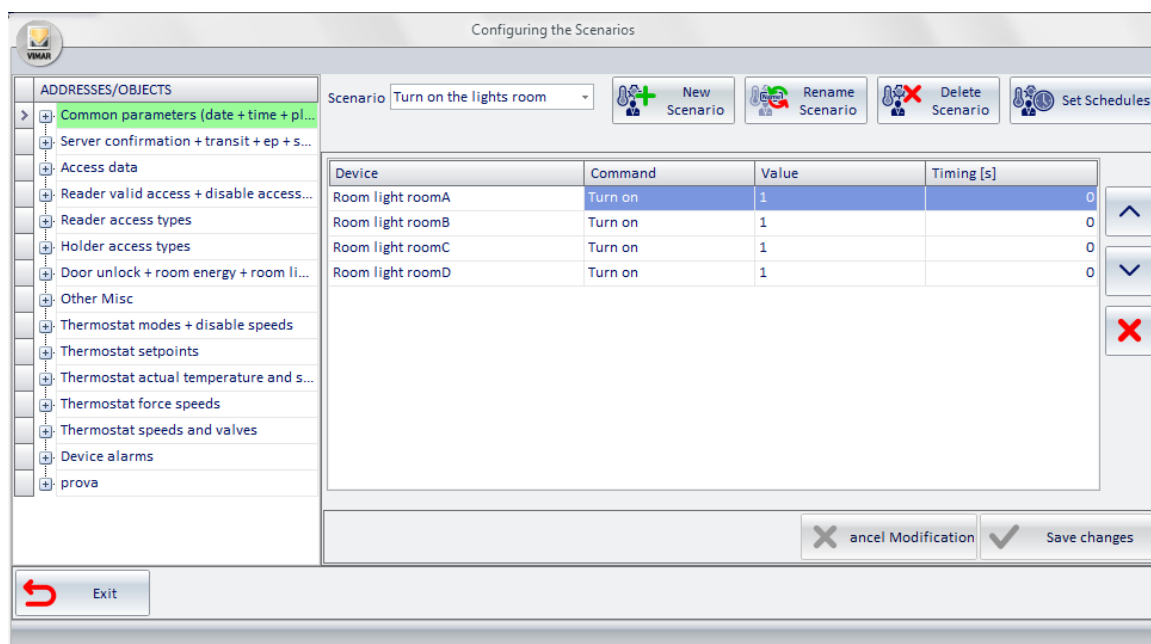 Configuring the Scenarios
VIMAR
ADDRESSES/OBJECTS
Common parameters (date + time + pl...
Server confirmation + transit + ep + s...
Access data
Reader valid access + disable access...
Reader access types
Holder access types
Door unlock + room energy + room li...
Other Misc
Thermostat modes + disable speeds
Thermostat setpoints
Thermostat actual temperature and s...
Thermostat force speeds
Thermostat speeds and valves
Device alarms
prova
Scenario Turn on the lights room
New
Scenario
Rename
Scenario
Delete
Scenario
Set Schedules
Device Command Value Timing [s]
Room light roomA Turn on 1 0
Room light roomB Turn on 1 0
Room light roomC Turn on 1 0
Room light roomD Turn on 1 0
ancel Modification
Save changes
Exit